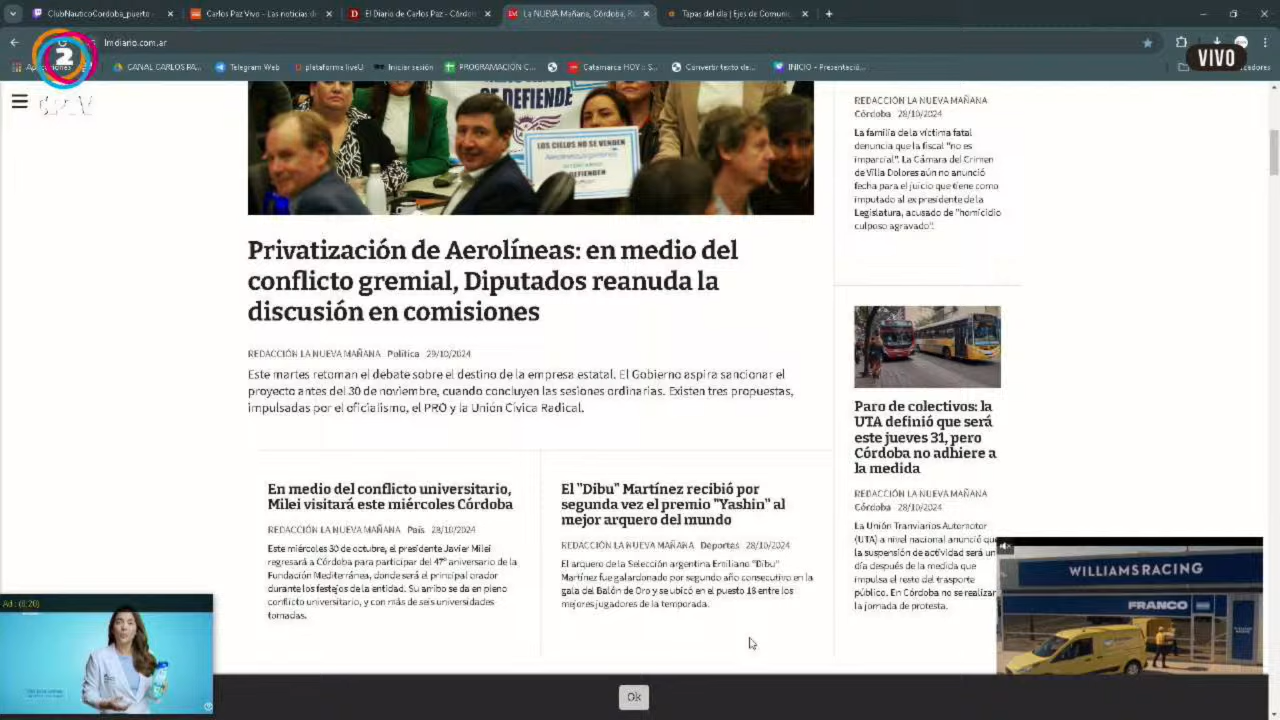 ClubNauticoCordoba_puerto
Carlos Paz Vivo - Las noticias d
El Diario de Carlos Paz - Córdo
La NUEVA Mañana, Córdoba, R
Tapas del día | Ejes de Comunic
lmdiario.com.ar
2
VIVO
CANAL CARLOS PA...
Telegram Web
plataforma liveU
Iniciar sesión
PROGRAMACIÓN C...
Catamarca HOY :: S...
Convertir texto de...
INICIO - Presentació...
SE DEFIENDE
LOS CIELOS NO SE VENDEN
DEFIENDEN
Privatización de Aerolíneas: en medio del
conflicto gremial, Diputados reanuda la
discusión en comisiones
REDACCIÓN LA NUEVA MAÑANA Política 29/10/2024
Este martes retoman el debate sobre el destino de la empresa estatal. El Gobierno aspira sancionar el
proyecto antes del 30 de noviembre, cuando concluyen las sesiones ordinarias. Existen tres propuestas,
impulsadas por el oficialismo, el PRO y la Unión Cívica Radical.
En medio del conflicto universitario,
Milei visitará este miércoles Córdoba
REDACCIÓN LA NUEVA MAÑANA País 28/10/2024
Este miércoles 30 de octubre, el presidente Javier Milei
regresará a Córdoba para participar del 47º aniversario de la
Fundación Mediterránea, donde será el principal orador
durante los festejos de la entidad. Su arribo se da en pleno
conflicto universitario, y con más de seis universidades
tomadas.
El "Dibu" Martínez recibió por
segunda vez el premio "Yashin" al
mejor arquero del mundo
REDACCIÓN LA NUEVA MAÑANA Deportes 28/10/2024
El arquero de la Selección argentina Emiliano "Dibu"
Martínez fue galardonado por segundo año consecutivo en la
gala del Balón de Oro y se ubicó en el puesto 18 entre los
mejores jugadores de la temporada.
REDACCIÓN LA NUEVA MAÑANA
Córdoba 28/10/2024
La familia de la víctima fatal
denuncia que la fiscal "no es
imparcial". La Cámara del Crimen
de Villa Dolores aún no anunció
fecha para el juicio que tiene como
imputado al ex presidente de la
Legislatura, acusado de "homicidio
culposo agravado".
Paro de colectivos: la
UTA definió que será
este jueves 31, pero
Córdoba no adhiere a
la medida
REDACCIÓN LA NUEVA MAÑANA
Córdoba 28/10/2024
La Unión Tranviarios Automotor
(UTA) a nivel nacional anunció que
la suspensión de actividad será un
día después de la medida que
impulsa el resto del trasporte
público. En Córdoba no se realizar
la jornada de protesta.
WILLIAMS RACING
FRANCO
Ad : (0:20)
Ok